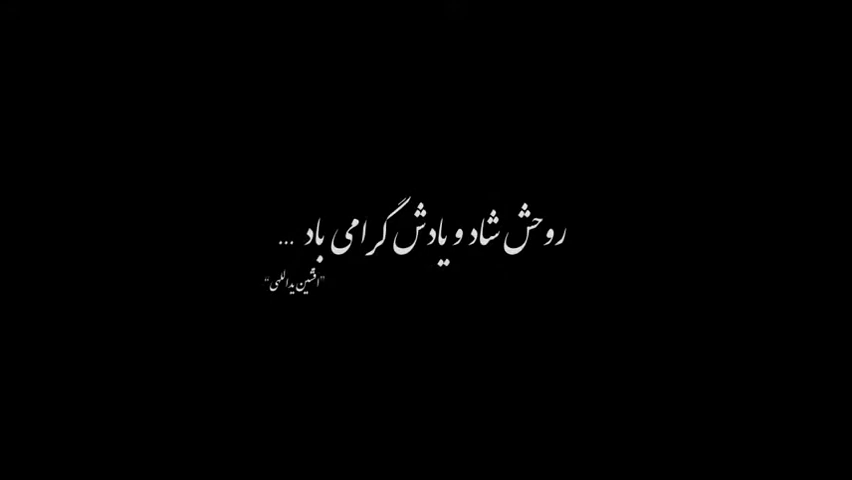 روحش شاد و یادش گرامی باد ...
"افشین یداللهی"